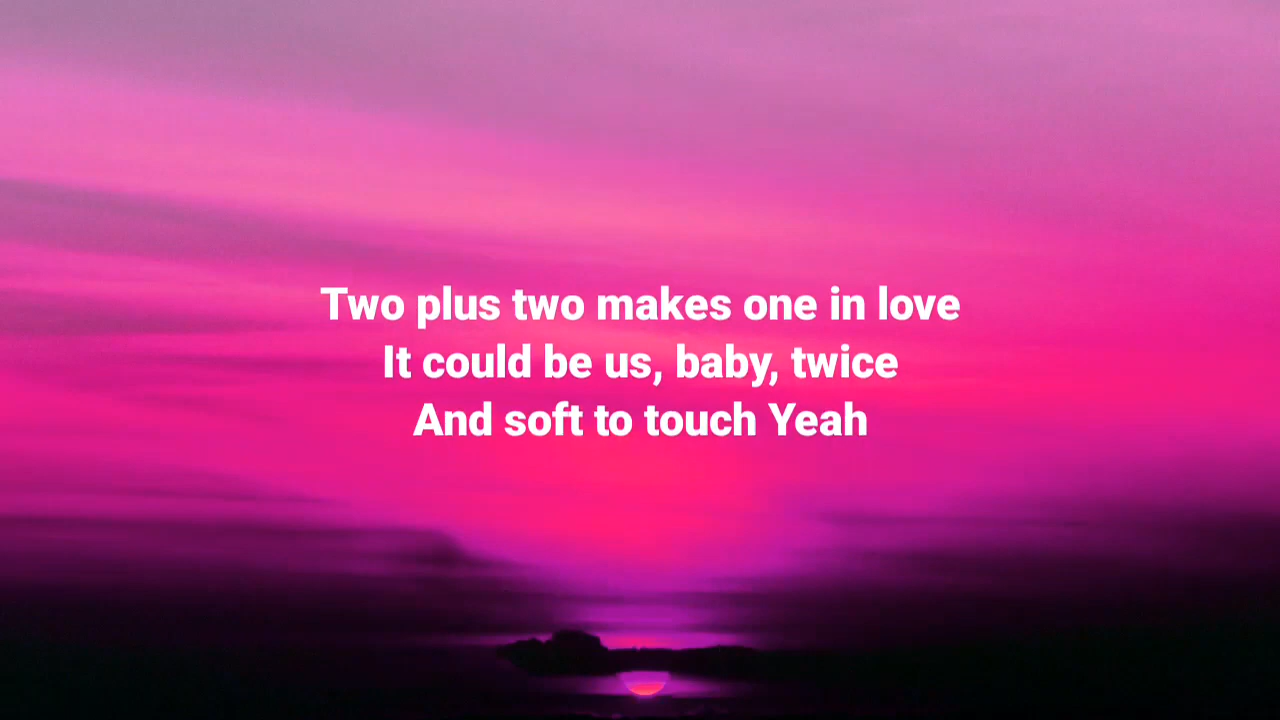 Two plus two makes one in love
It could be us, baby, twice
And soft to touch Yeah